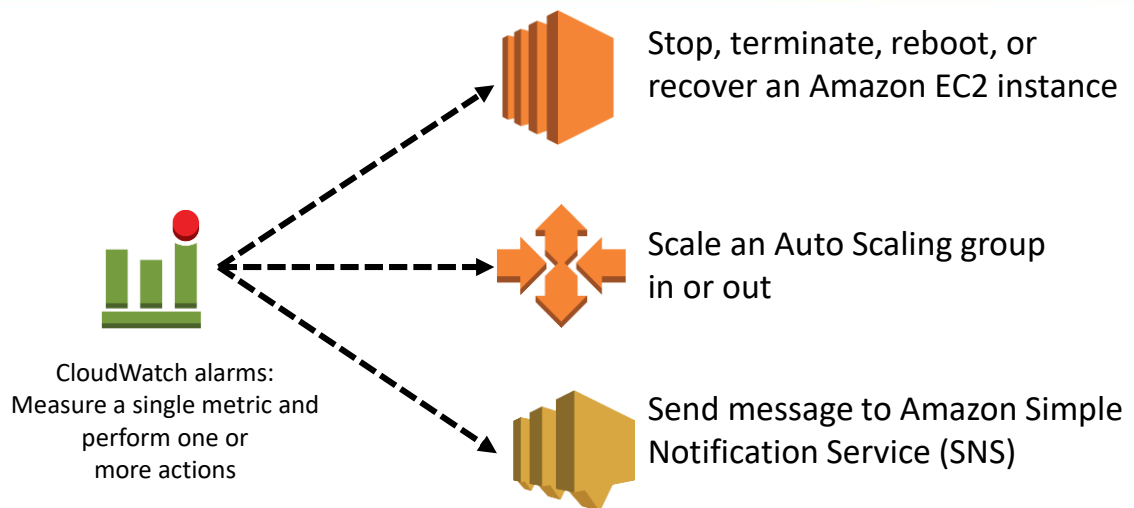 Stop, terminate, reboot, or
recover an Amazon EC2 instance
Scale an Auto Scaling group
in or out
CloudWatch alarms:
Measure a single metric and
perform one or
more actions
Send message to Amazon Simple
Notification Service (SNS)